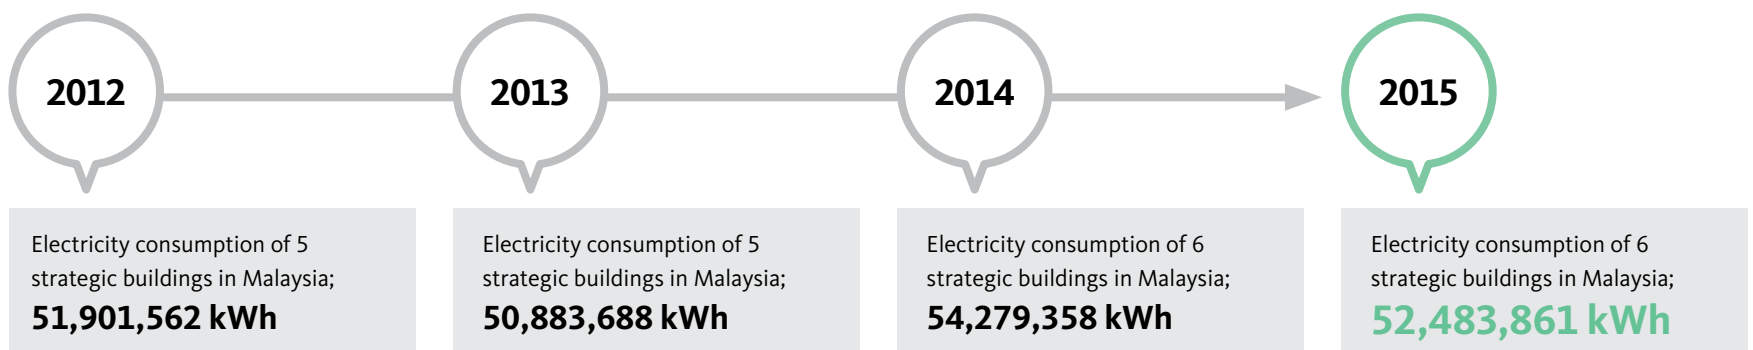 2012
2013
2014
2015
Electricity consumption of 5
strategic buildings in Malaysia;
51,901,562 kWh
Electricity consumption of 5
strategic buildings in Malaysia;
50,883,688 kWh
Electricity consumption of 6
strategic buildings in Malaysia;
54,279,358 kWh
Electricity consumption of 6
strategic buildings in Malaysia;
52,483,861 kWh